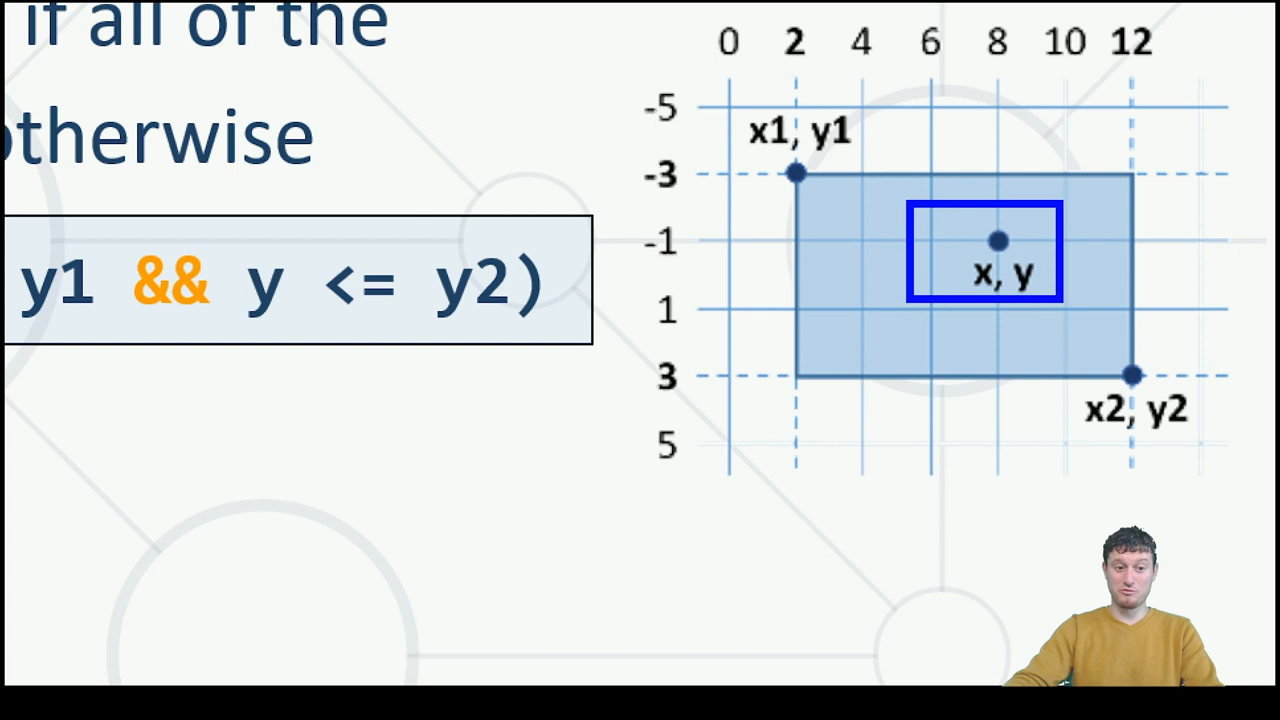 if all of the
otherwise
y1 && y <= y2)
0 2 4 6 8 10 12
-5
x1, y1
-3
-1
x, y
1
3
x2, y2
5